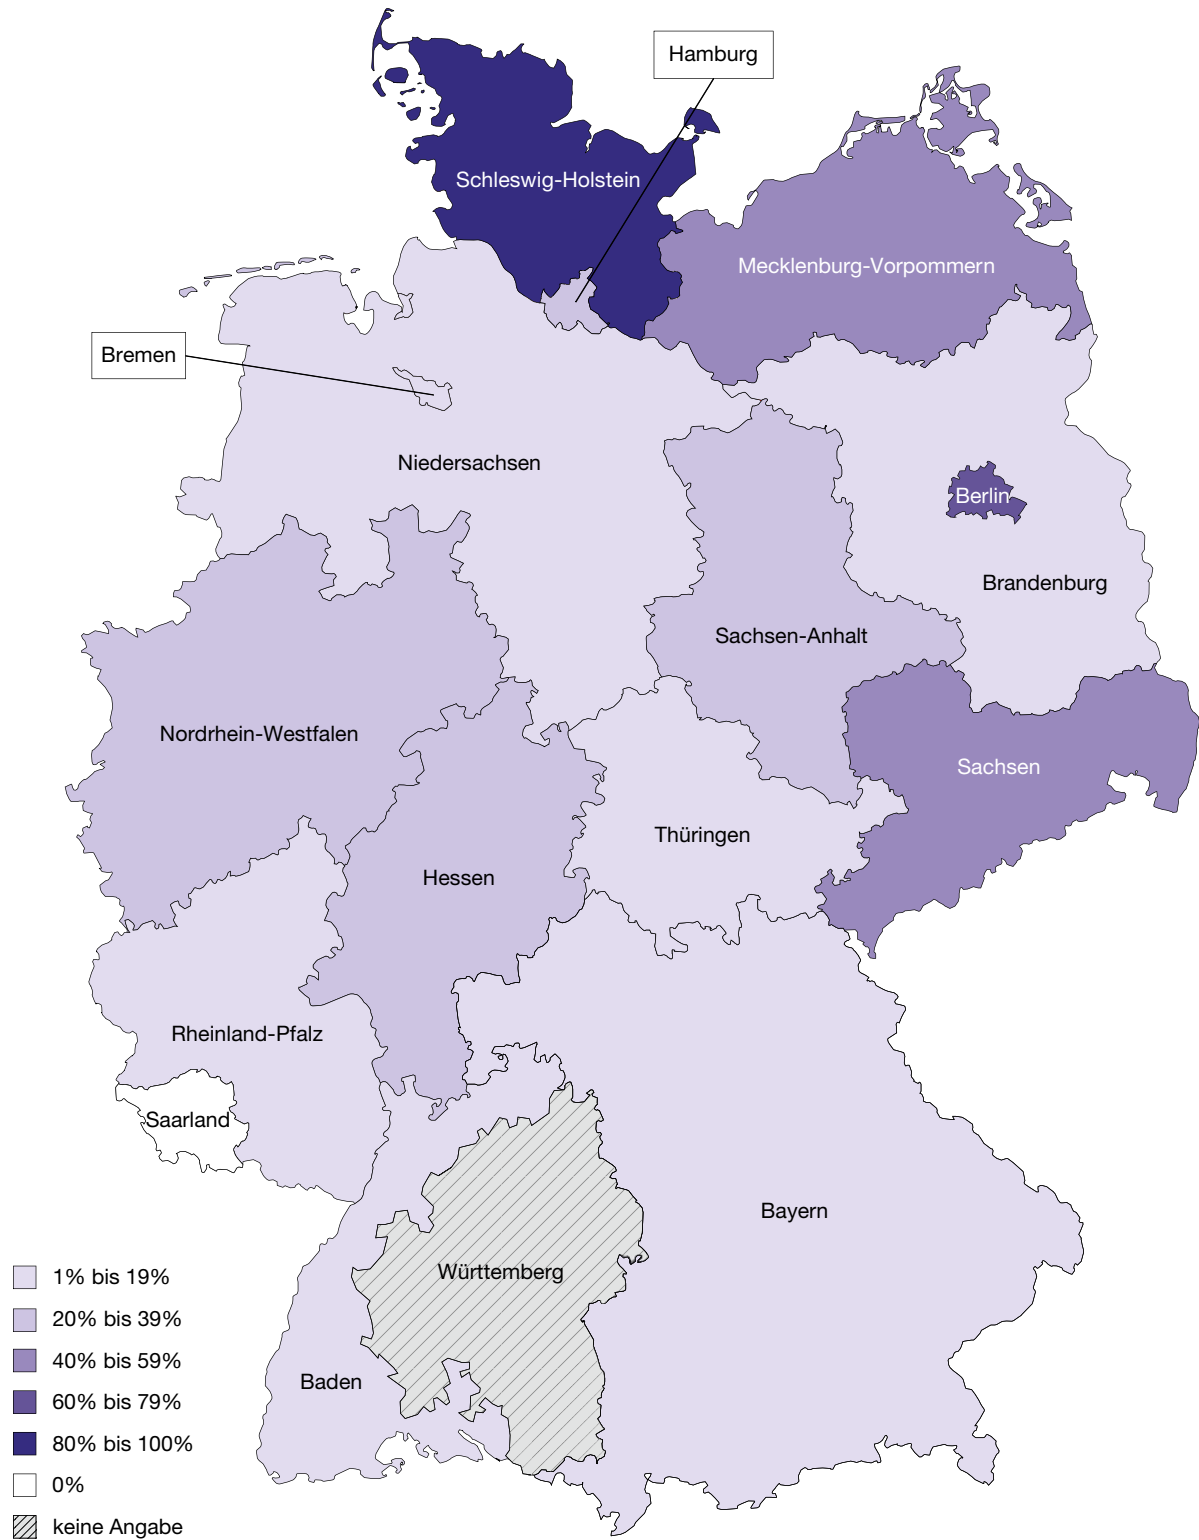 Hamburg
Schleswig-Holstein
Mecklenburg-Vorpommern
Bremen
Niedersachsen
Berlin
Brandenburg
Sachsen-Anhalt
Nordrhein-Westfalen
Sachsen
Thüringen
Hessen
Rheinland-Pfalz
Saarland
Bayern
Württemberg
Baden
1% bis 19%
20% bis 39%
40% bis 59%
60% bis 79%
80% bis 100%
0%
keine Angabe